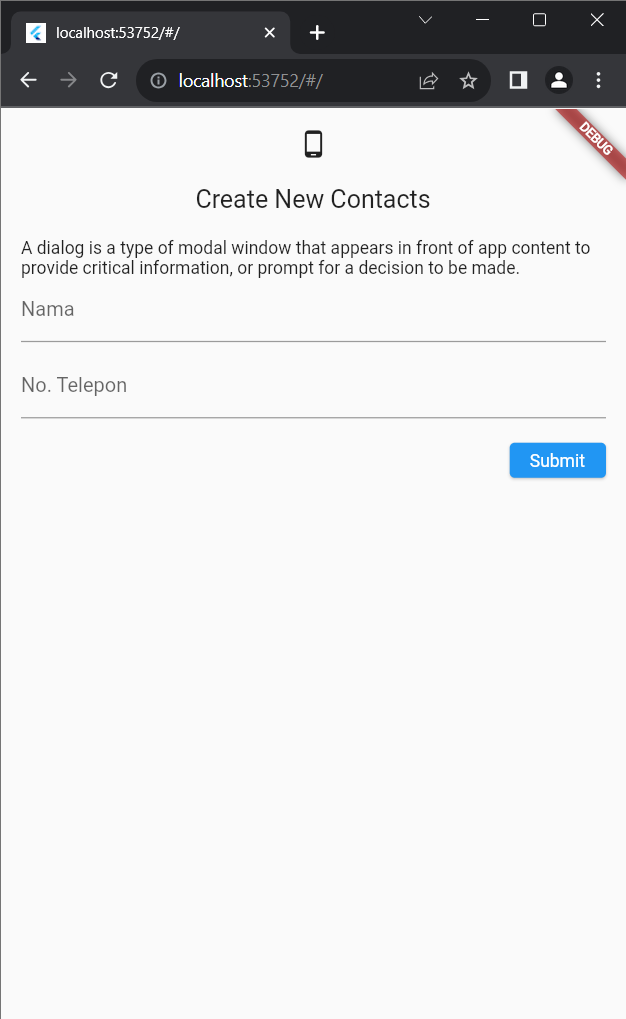 localhost:53752/#/
localhost:53752/#/
DEBUG
Create New Contacts
A dialog is a type of modal window that appears in front of app content to
provide critical information, or prompt for a decision to be made.
Nama
No. Telepon
Submit